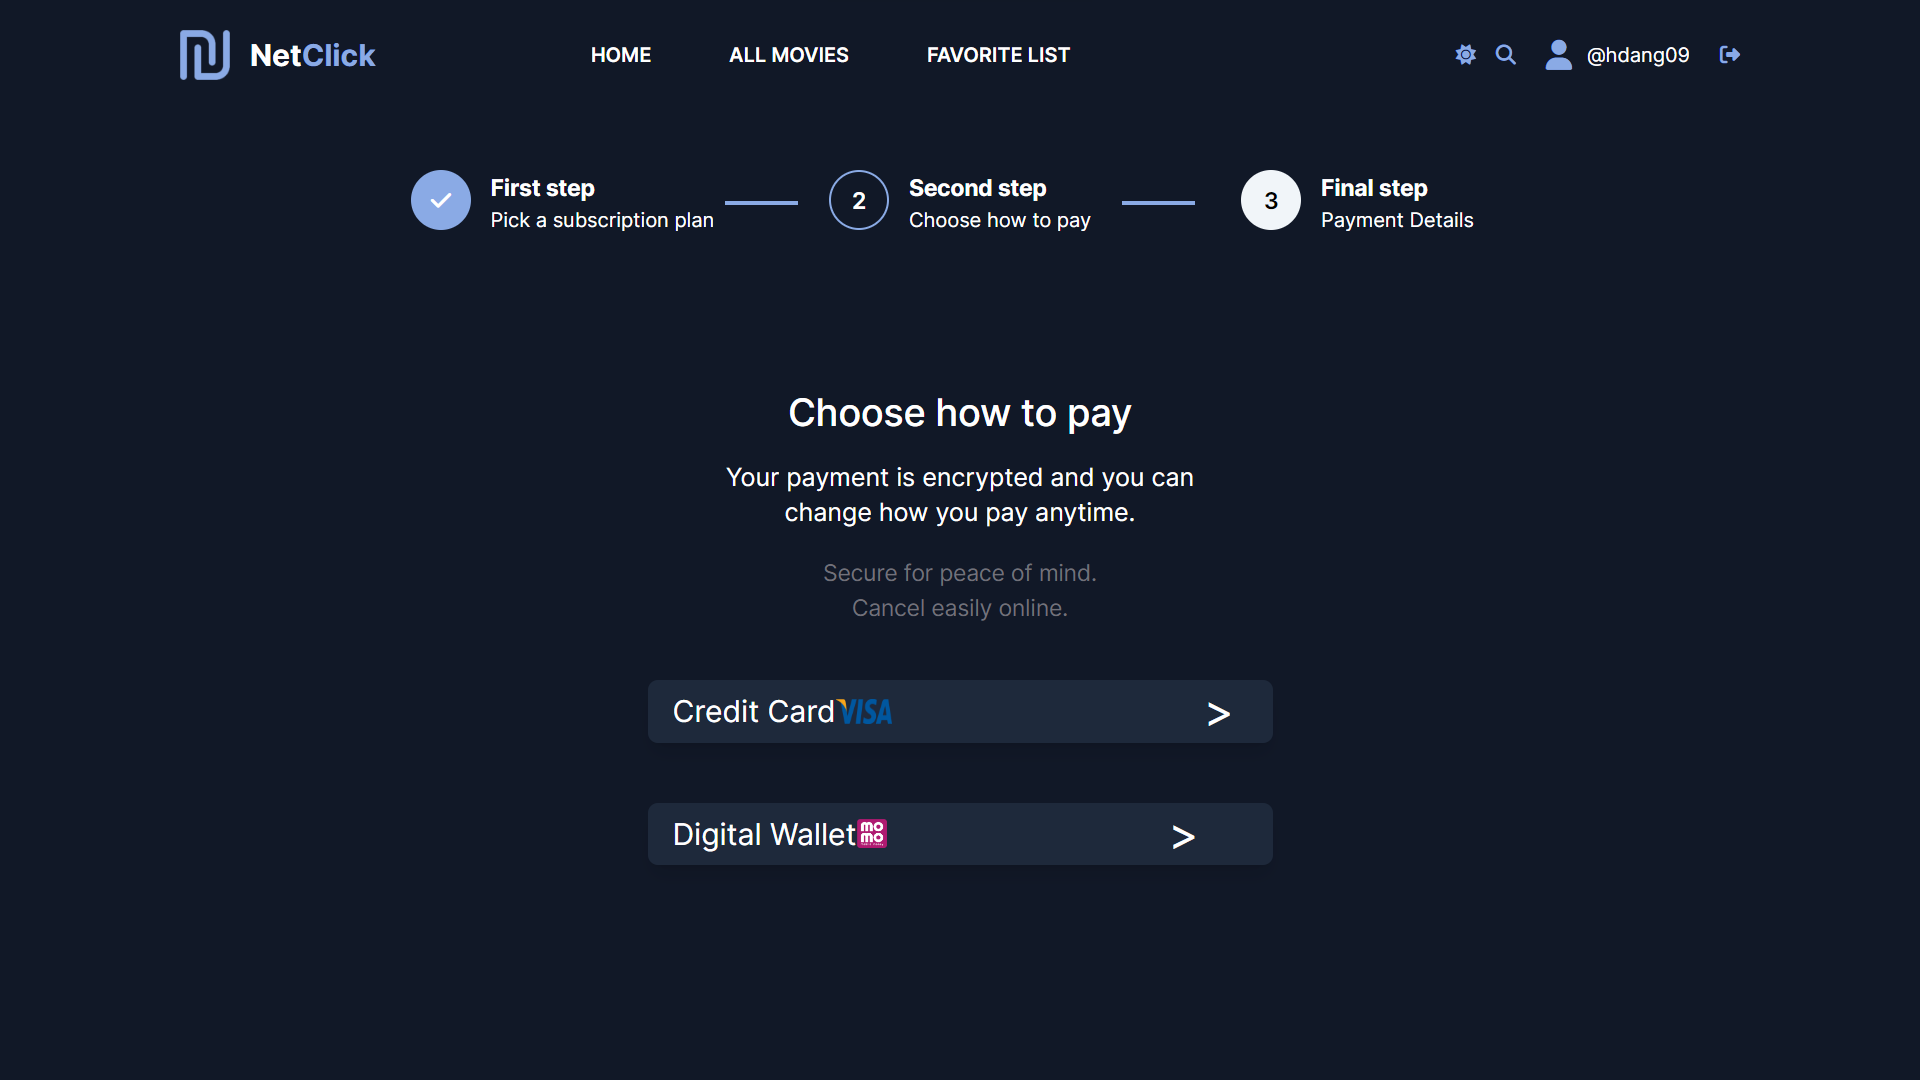 NetClick
HOME
ALL MOVIES
FAVORITE LIST
@hdang09
First step
Pick a subscription plan
2
Second step
Choose how to pay
3
Final step
Payment Details
Choose how to pay
Your payment is encrypted and you can
change how you pay anytime.
Secure for peace of mind.
Cancel easily online.
Credit Card VISA >
Digital Wallet mo >
mo